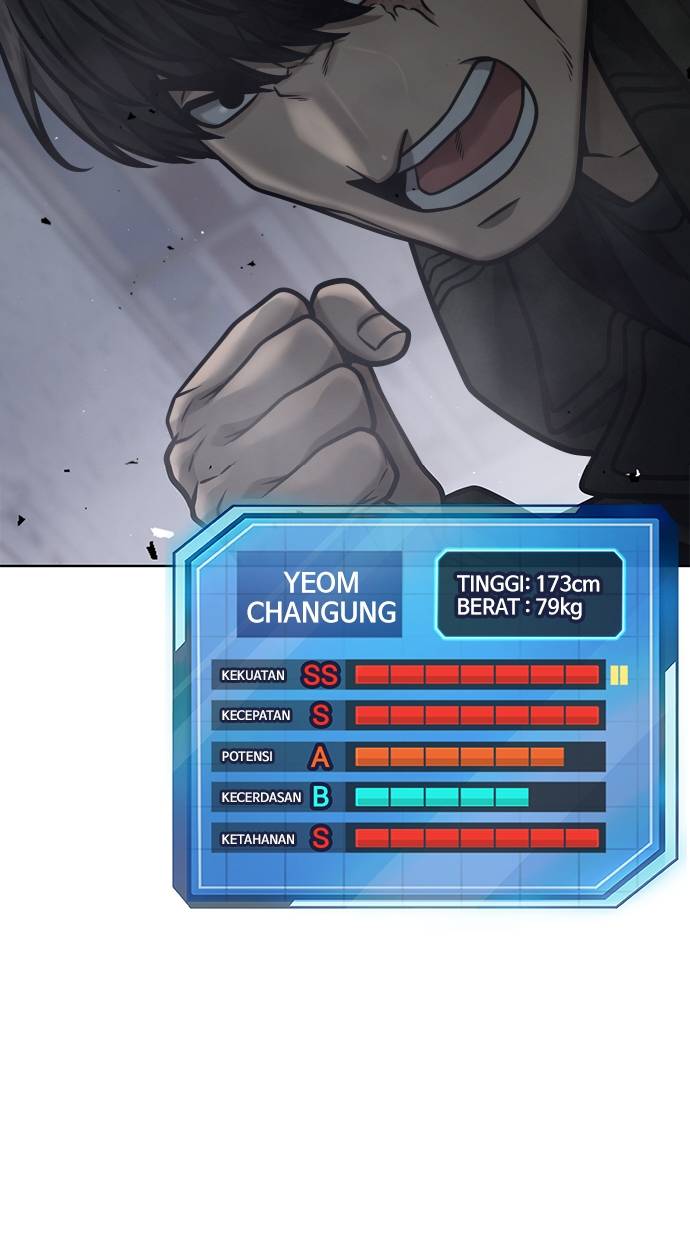 YEOM
CHANGUNG
TINGGI: 173cm
BERAT : 79kg
KEKUATAN SS
KECEPATAN S
POTENSI A
KECERDASAN B
KETAHANAN S